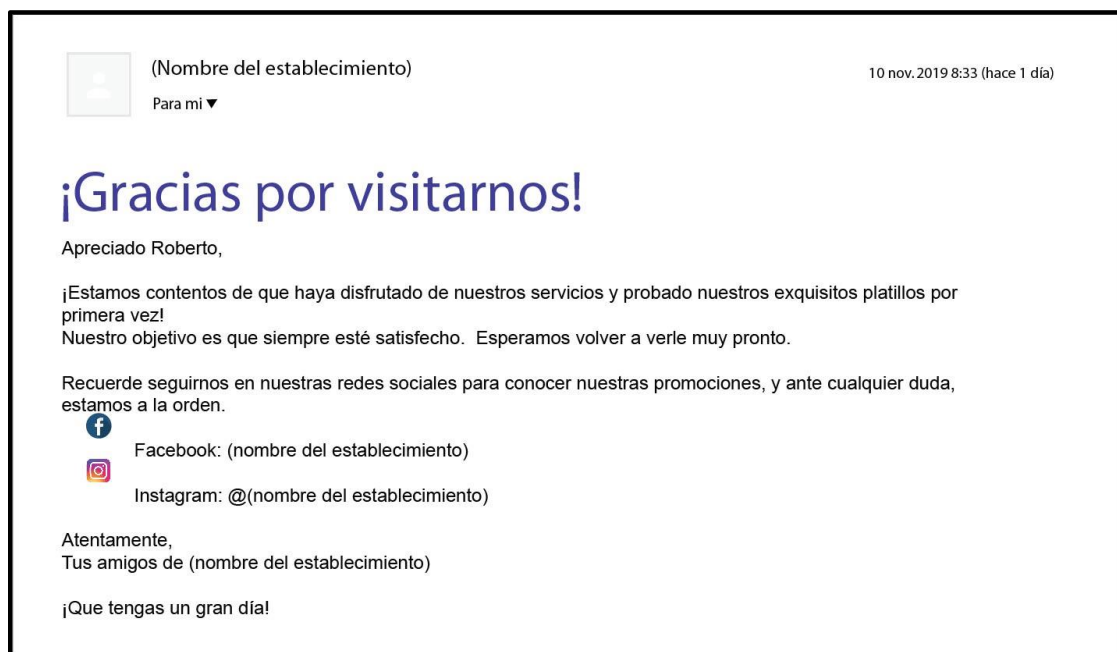 (Nombre del establecimiento)
10 nov. 2019 8:33 (hace 1 día)
Para mi ▼
¡Gracias por visitarnos!
Apreciado Roberto,
¡Estamos contentos de que haya disfrutado de nuestros servicios y probado nuestros exquisitos platillos por
primera vez!
Nuestro objetivo es que siempre esté satisfecho.  Esperamos volver a verle muy pronto.
Recuerde seguirnos en nuestras redes sociales para conocer nuestras promociones, y ante cualquier duda,
estamos a la orden.
Facebook: (nombre del establecimiento)
Instagram: @(nombre del establecimiento)
Atentamente,
Tus amigos de (nombre del establecimiento)
¡Que tengas un gran día!